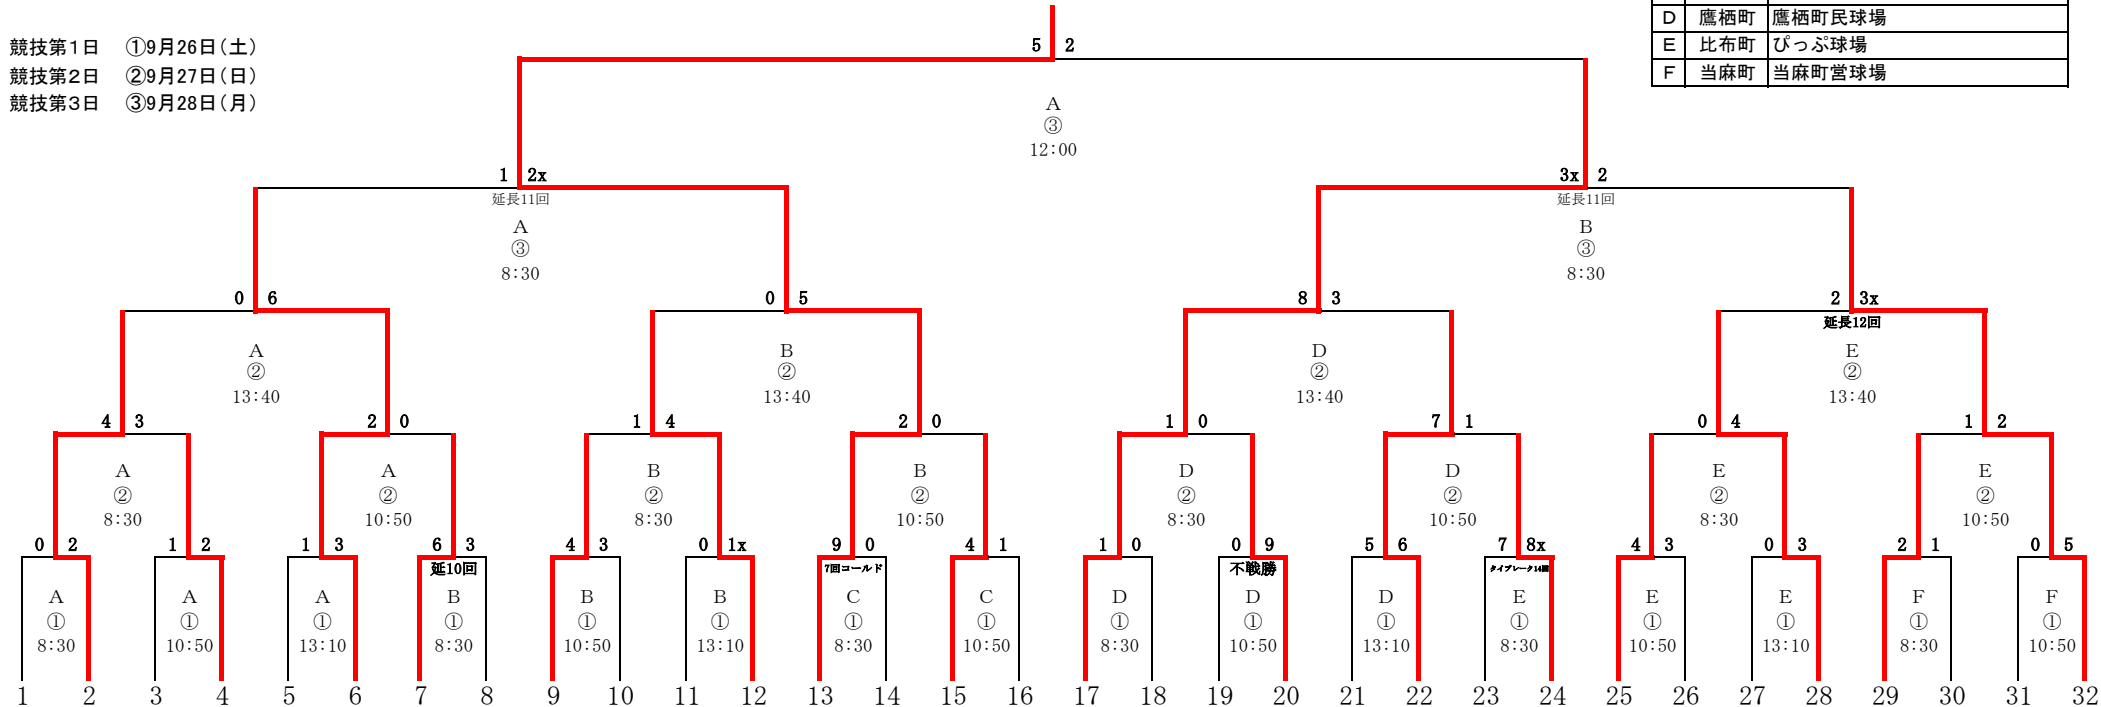 D 鷹栖町 鷹栖町民球場
競技第1日 ①9月26日(土) 5 2 E 比布町 ぴっぷ球場
競技第2日 ②9月27日(日) F 当麻町 当麻町営球場
競技第3日 ③9月28日(月)
A
③
12:00
1 2x 3x 2
延長11回 延長11回
A B
③ ③
8:30 8:30
0 6 0 5 8 3 2 3x
延長12回
A B D E
② ② ② ②
13:40 13:40 13:40 13:40
4 3 2 0 1 4 2 0 1 0 7 1 0 4 1 2
A A B B D D E E
② ② ② ② ② ② ② ②
8:30 10:50 8:30 10:50 8:30 10:50 8:30 10:50
0 2 1 2 1 3 6 3 4 3 0 1x 9 0 4 1 1 0 0 9 5 6 7 8x 4 3 0 3 2 1 0 5
延10回 7回コールド 不戦勝 タイブレーク14回
A A A B B B C C D D D E E E F F
① ① ① ① ① ① ① ① ① ① ① ① ① ① ① ①
8:30 10:50 13:10 8:30 10:50 13:10 8:30 10:50 8:30 10:50 13:10 8:30 10:50 13:10 8:30 10:50
1 2 3 4 5 6 7 8 9 10 11 12 13 14 15 16 17 18 19 20 21 22 23 24 25 26 27 28 29 30 31 32